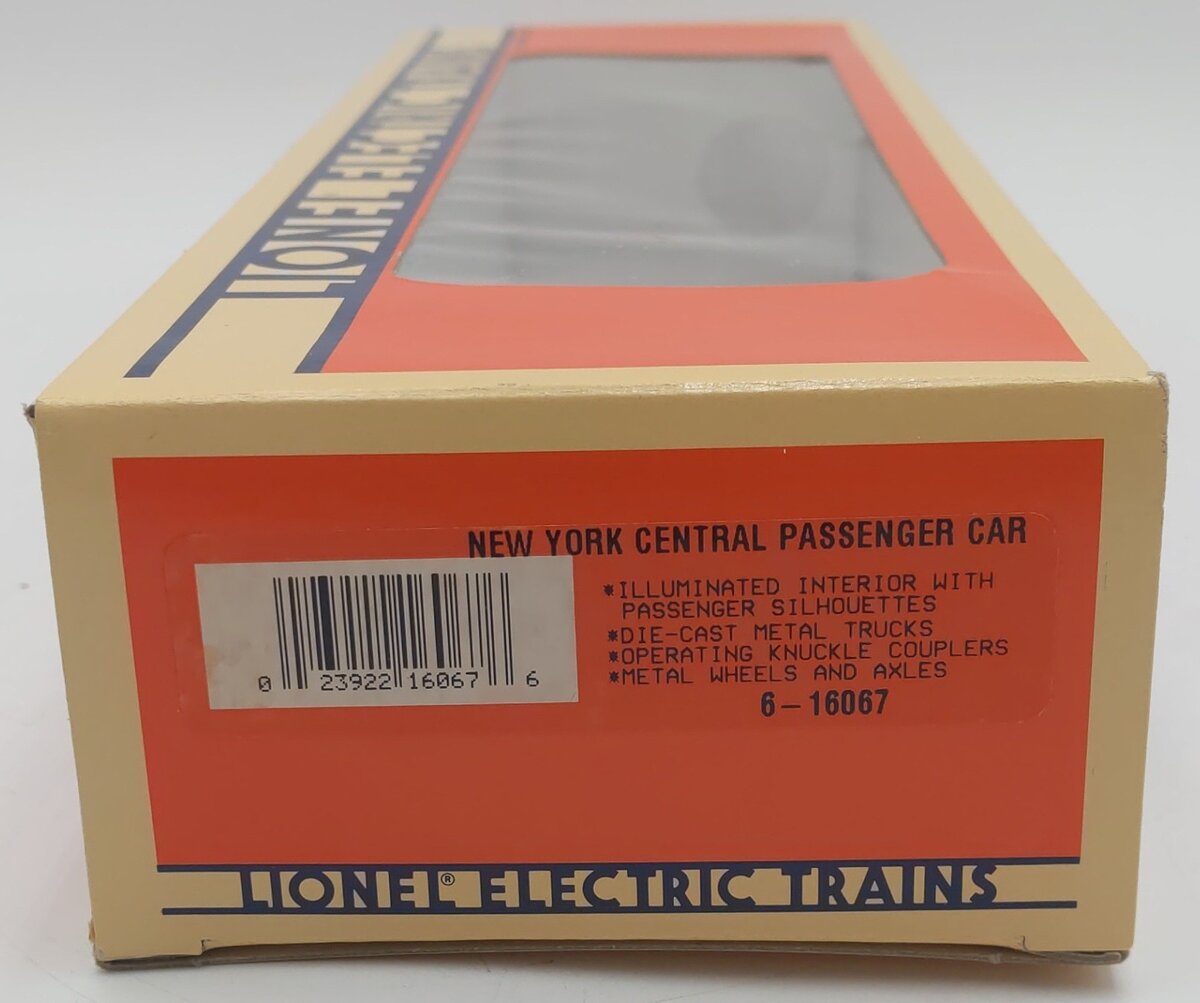 LIONEL ELECTRIC TRAINS
NEW YORK CENTRAL PASSENGER CAR
*ILLUMINATED INTERIOR WITH
PASSENGER SILHOUETTES
*DIE-CAST METAL TRUCKS
*OPERATING KNUCKLE COUPLERS
*METAL WHEELS AND AXLES
6-16067
0 23922 16067 6
LIONEL® ELECTRIC TRAINS